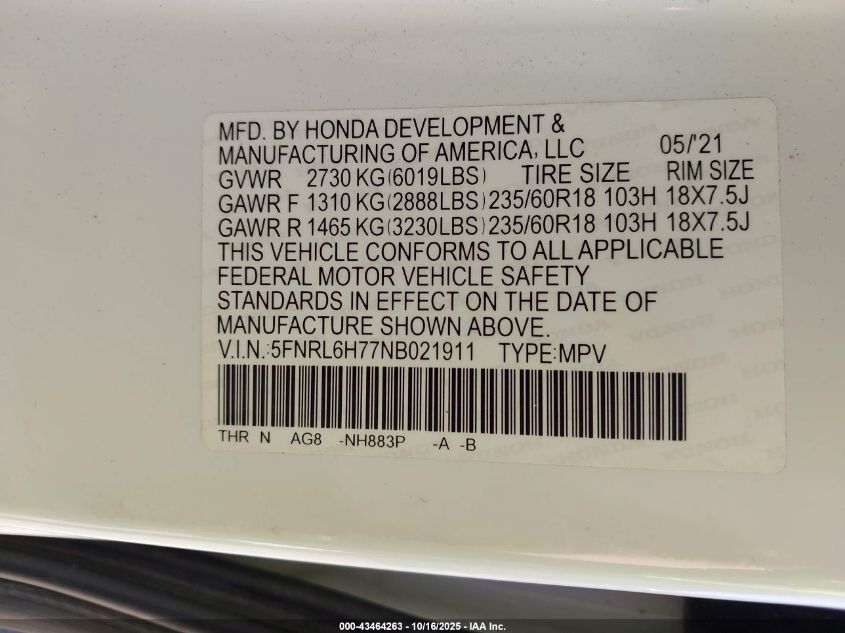 MFD. BY HONDA DEVELOPMENT &
MANUFACTURING OF AMERICA, LLC 05/'21
GVWR 2730 KG(6019LBS) TIRE SIZE RIM SIZE
GAWR F 1310 KG(2888LBS) 235/60R18 103H 18X7.5J
GAWR R 1465 KG(3230LBS) 235/60R18 103H 18X7.5J
THIS VEHICLE CONFORMS TO ALL APPLICABLE
FEDERAL MOTOR VEHICLE SAFETY
STANDARDS IN EFFECT ON THE DATE OF
MANUFACTURE SHOWN ABOVE.
V.I.N.:5FNRL6H77NB021911 TYPE:MPV
THR N AG8 -NH883P -A -B
000-43464263 - 10/16/2025 - IAA Inc.